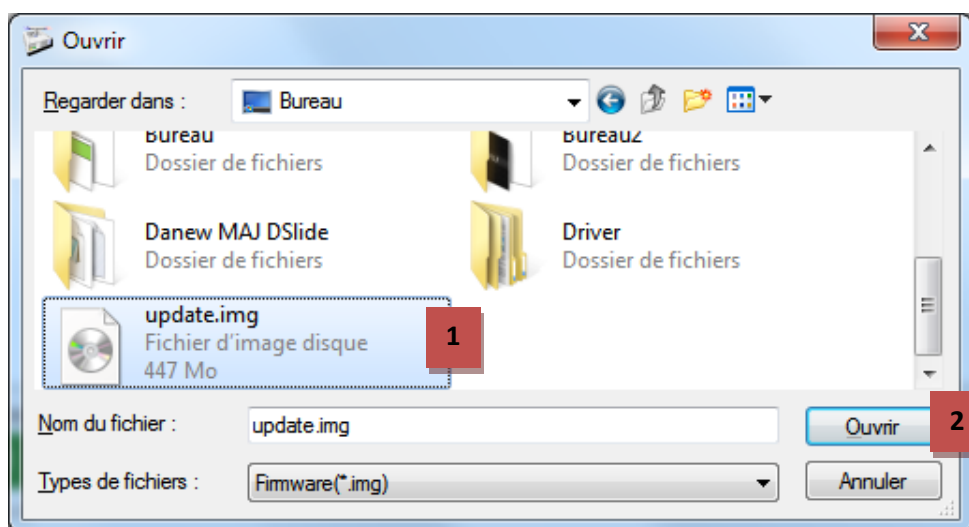 Ouvrir
Regarder dans :
Bureau
Bureau
Bureau2
Dossier de fichiers
Dossier de fichiers
Danew MAJ DSlide
Driver
Dossier de fichiers
Dossier de fichiers
update.img
Fichier d'image disque
447 Mo
1
Nom du fichier :
update.img
Ouvrir
2
Types de fichiers :
Firmware(*.img)
Annuler